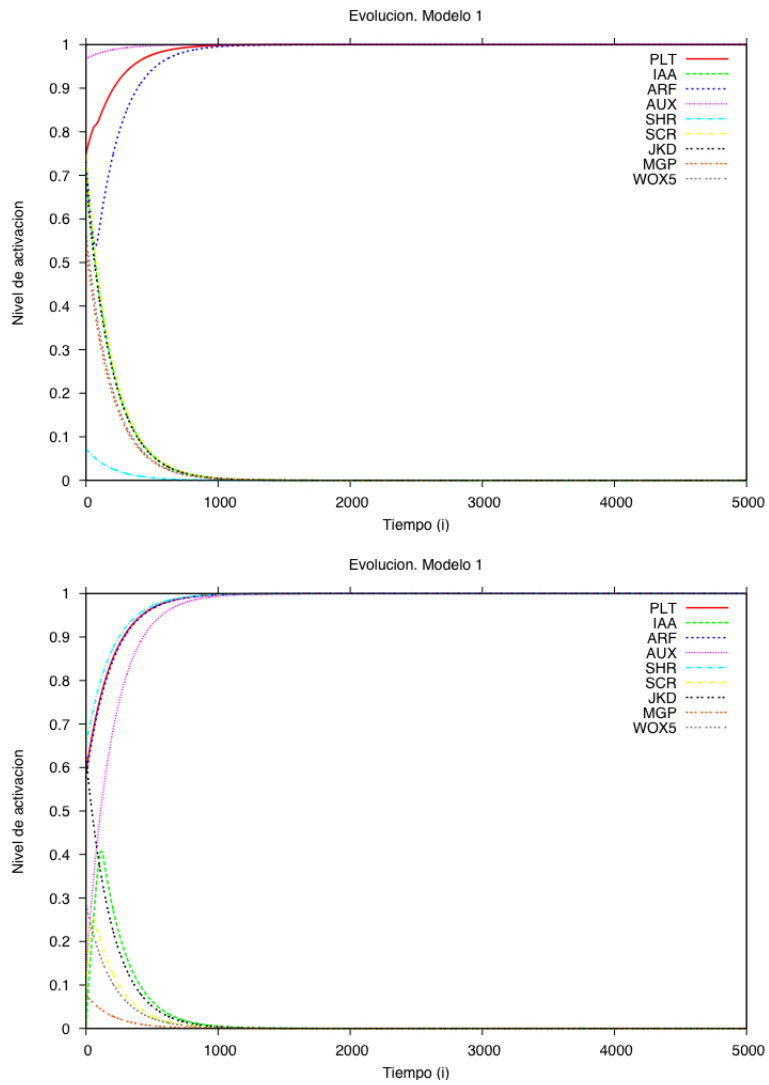 Evolucion. Modelo 1
Nivel de activacion
1
0.9
0.8
0.7
0.6
0.5
0.4
0.3
0.2
0.1
0
PLT
IAA
ARF
AUX
SHR
SCR
JKD
MGP
WOX5
0 1000 2000 3000 4000 5000
Tiempo (i)
Evolucion. Modelo 1
Nivel de activacion
1
0.9
0.8
0.7
0.6
0.5
0.4
0.3
0.2
0.1
0
PLT
IAA
ARF
AUX
SHR
SCR
JKD
MGP
WOX5
0 1000 2000 3000 4000 5000
Tiempo (i)